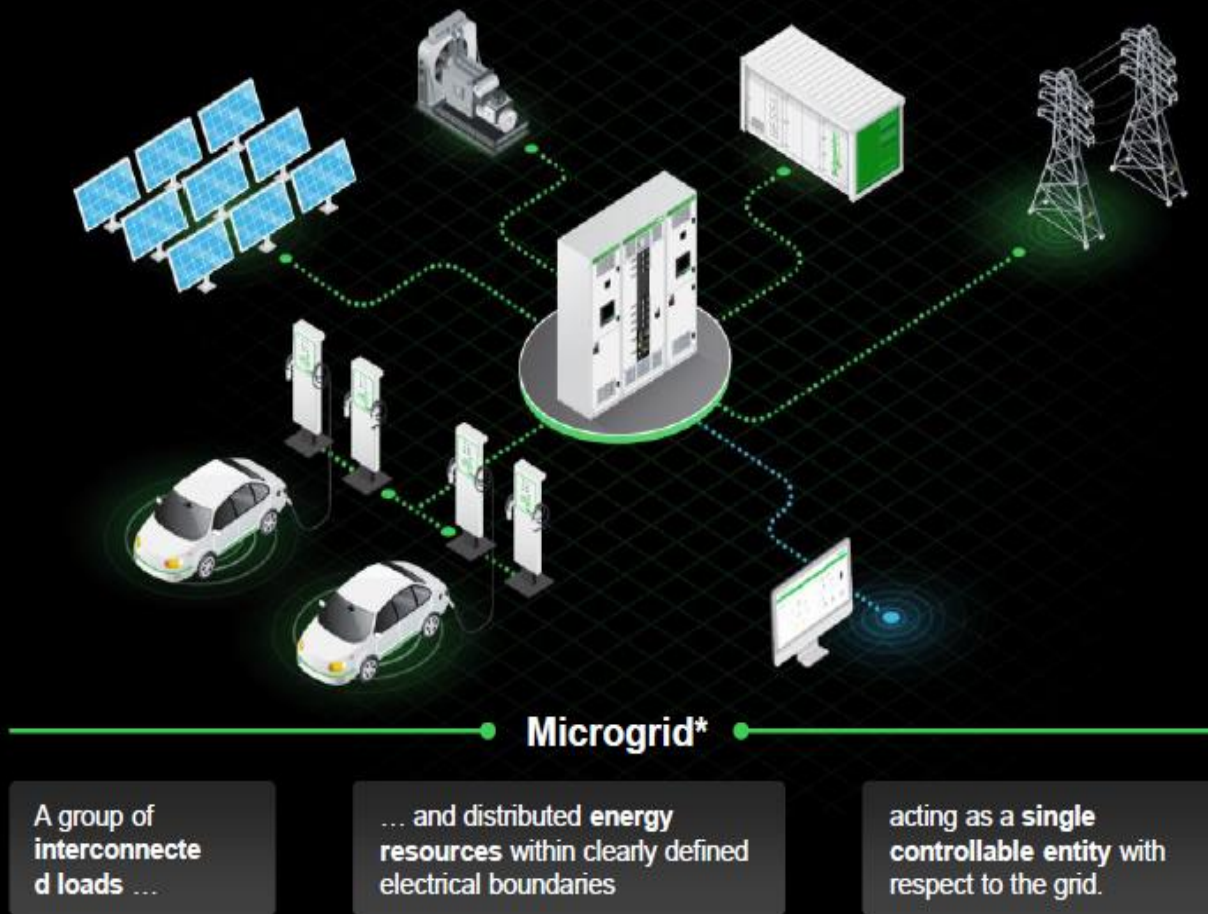 Microgrid*
A group of
interconnecte
d loads …
… and distributed energy
resources within clearly defined
electrical boundaries
acting as a single
controllable entity with
respect to the grid.